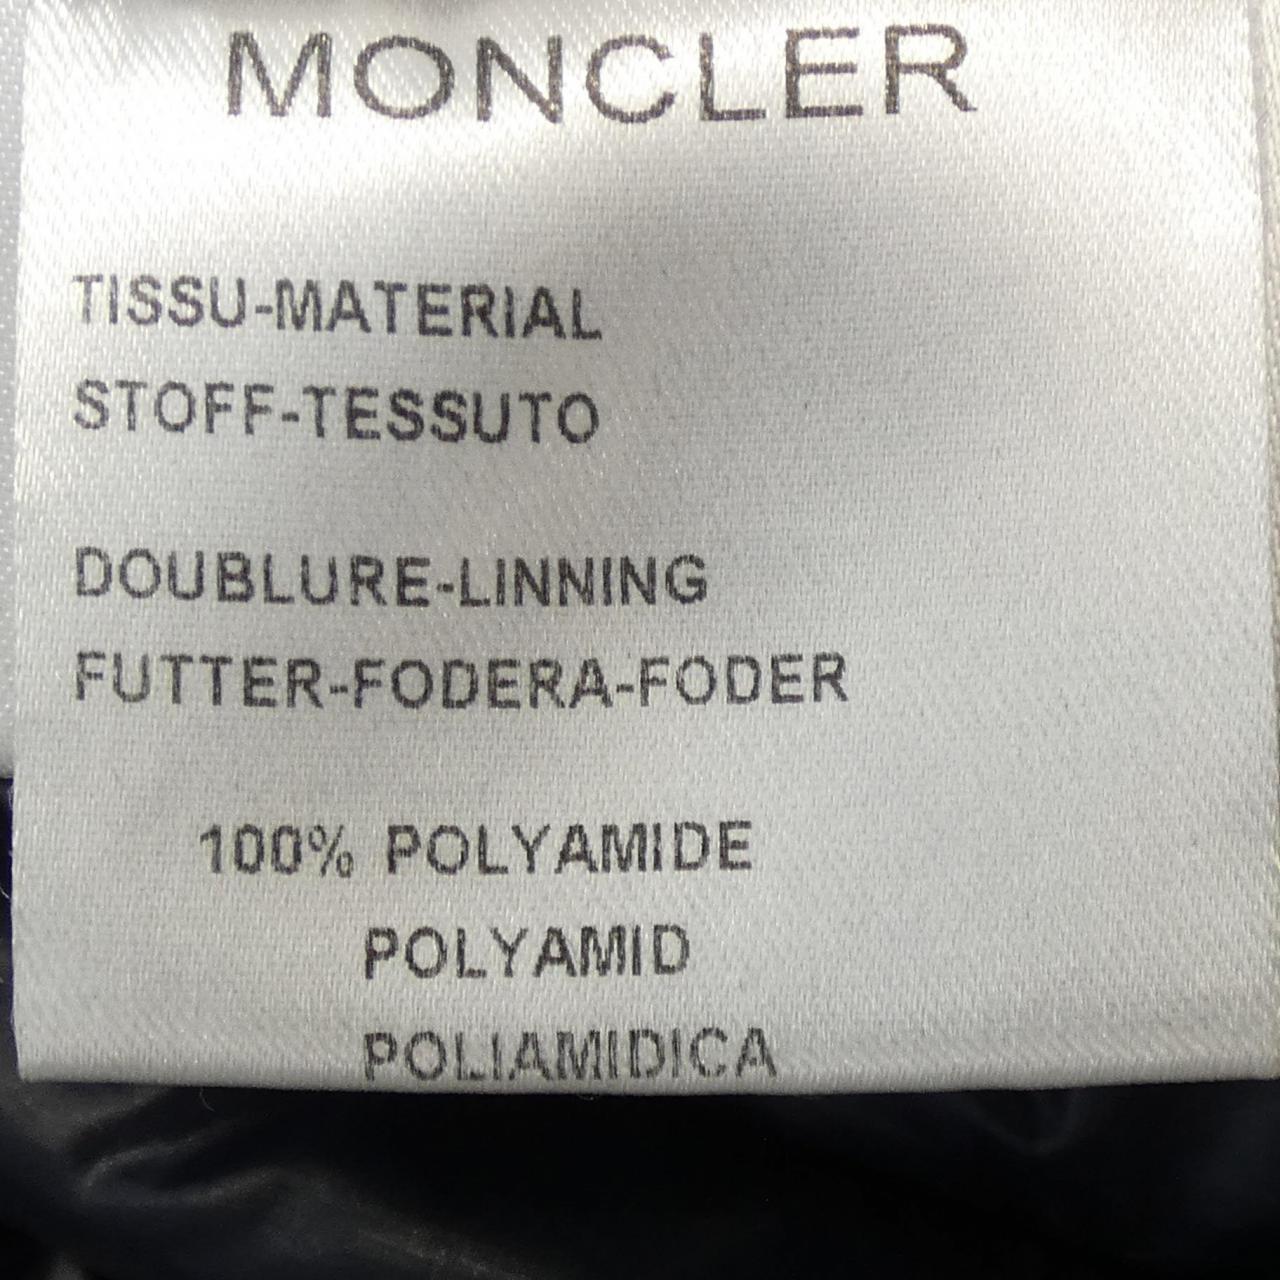 MONCLER
TISSU-MATERIAL
STOFF-TESSUTO
DOUBLURE-LINNING
FUTTER-FODERA-FODER
100% POLYAMIDE
POLYAMID
POLIAMIDICA